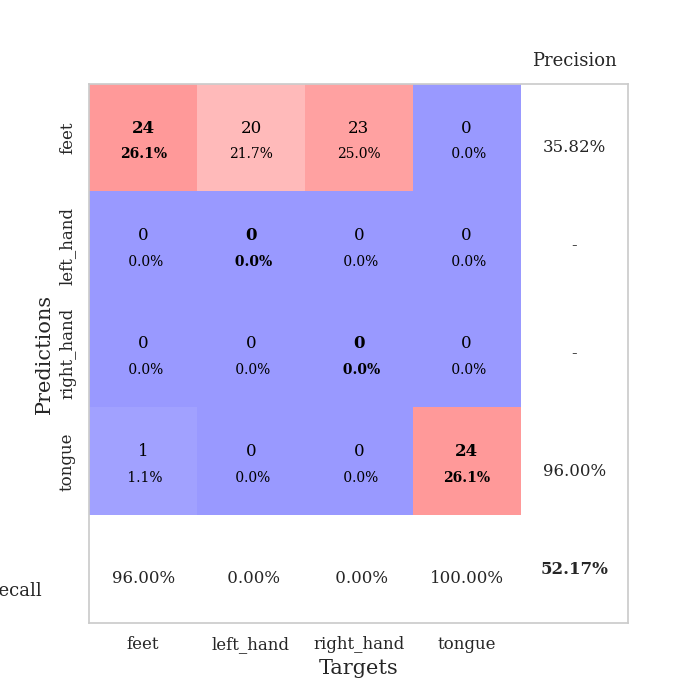 Precision
feet
24 20 23 0
26.1% 21.7% 25.0% 0.0%
35.82%
left_hand
0 0 0 0
0.0% 0.0% 0.0% 0.0%
-
Predictions
right_hand
0 0 0 0
0.0% 0.0% 0.0% 0.0%
-
tongue
1 0 0 24
1.1% 0.0% 0.0% 26.1%
96.00%
ecall
96.00% 0.00% 0.00% 100.00%
52.17%
feet left_hand right_hand tongue
Targets